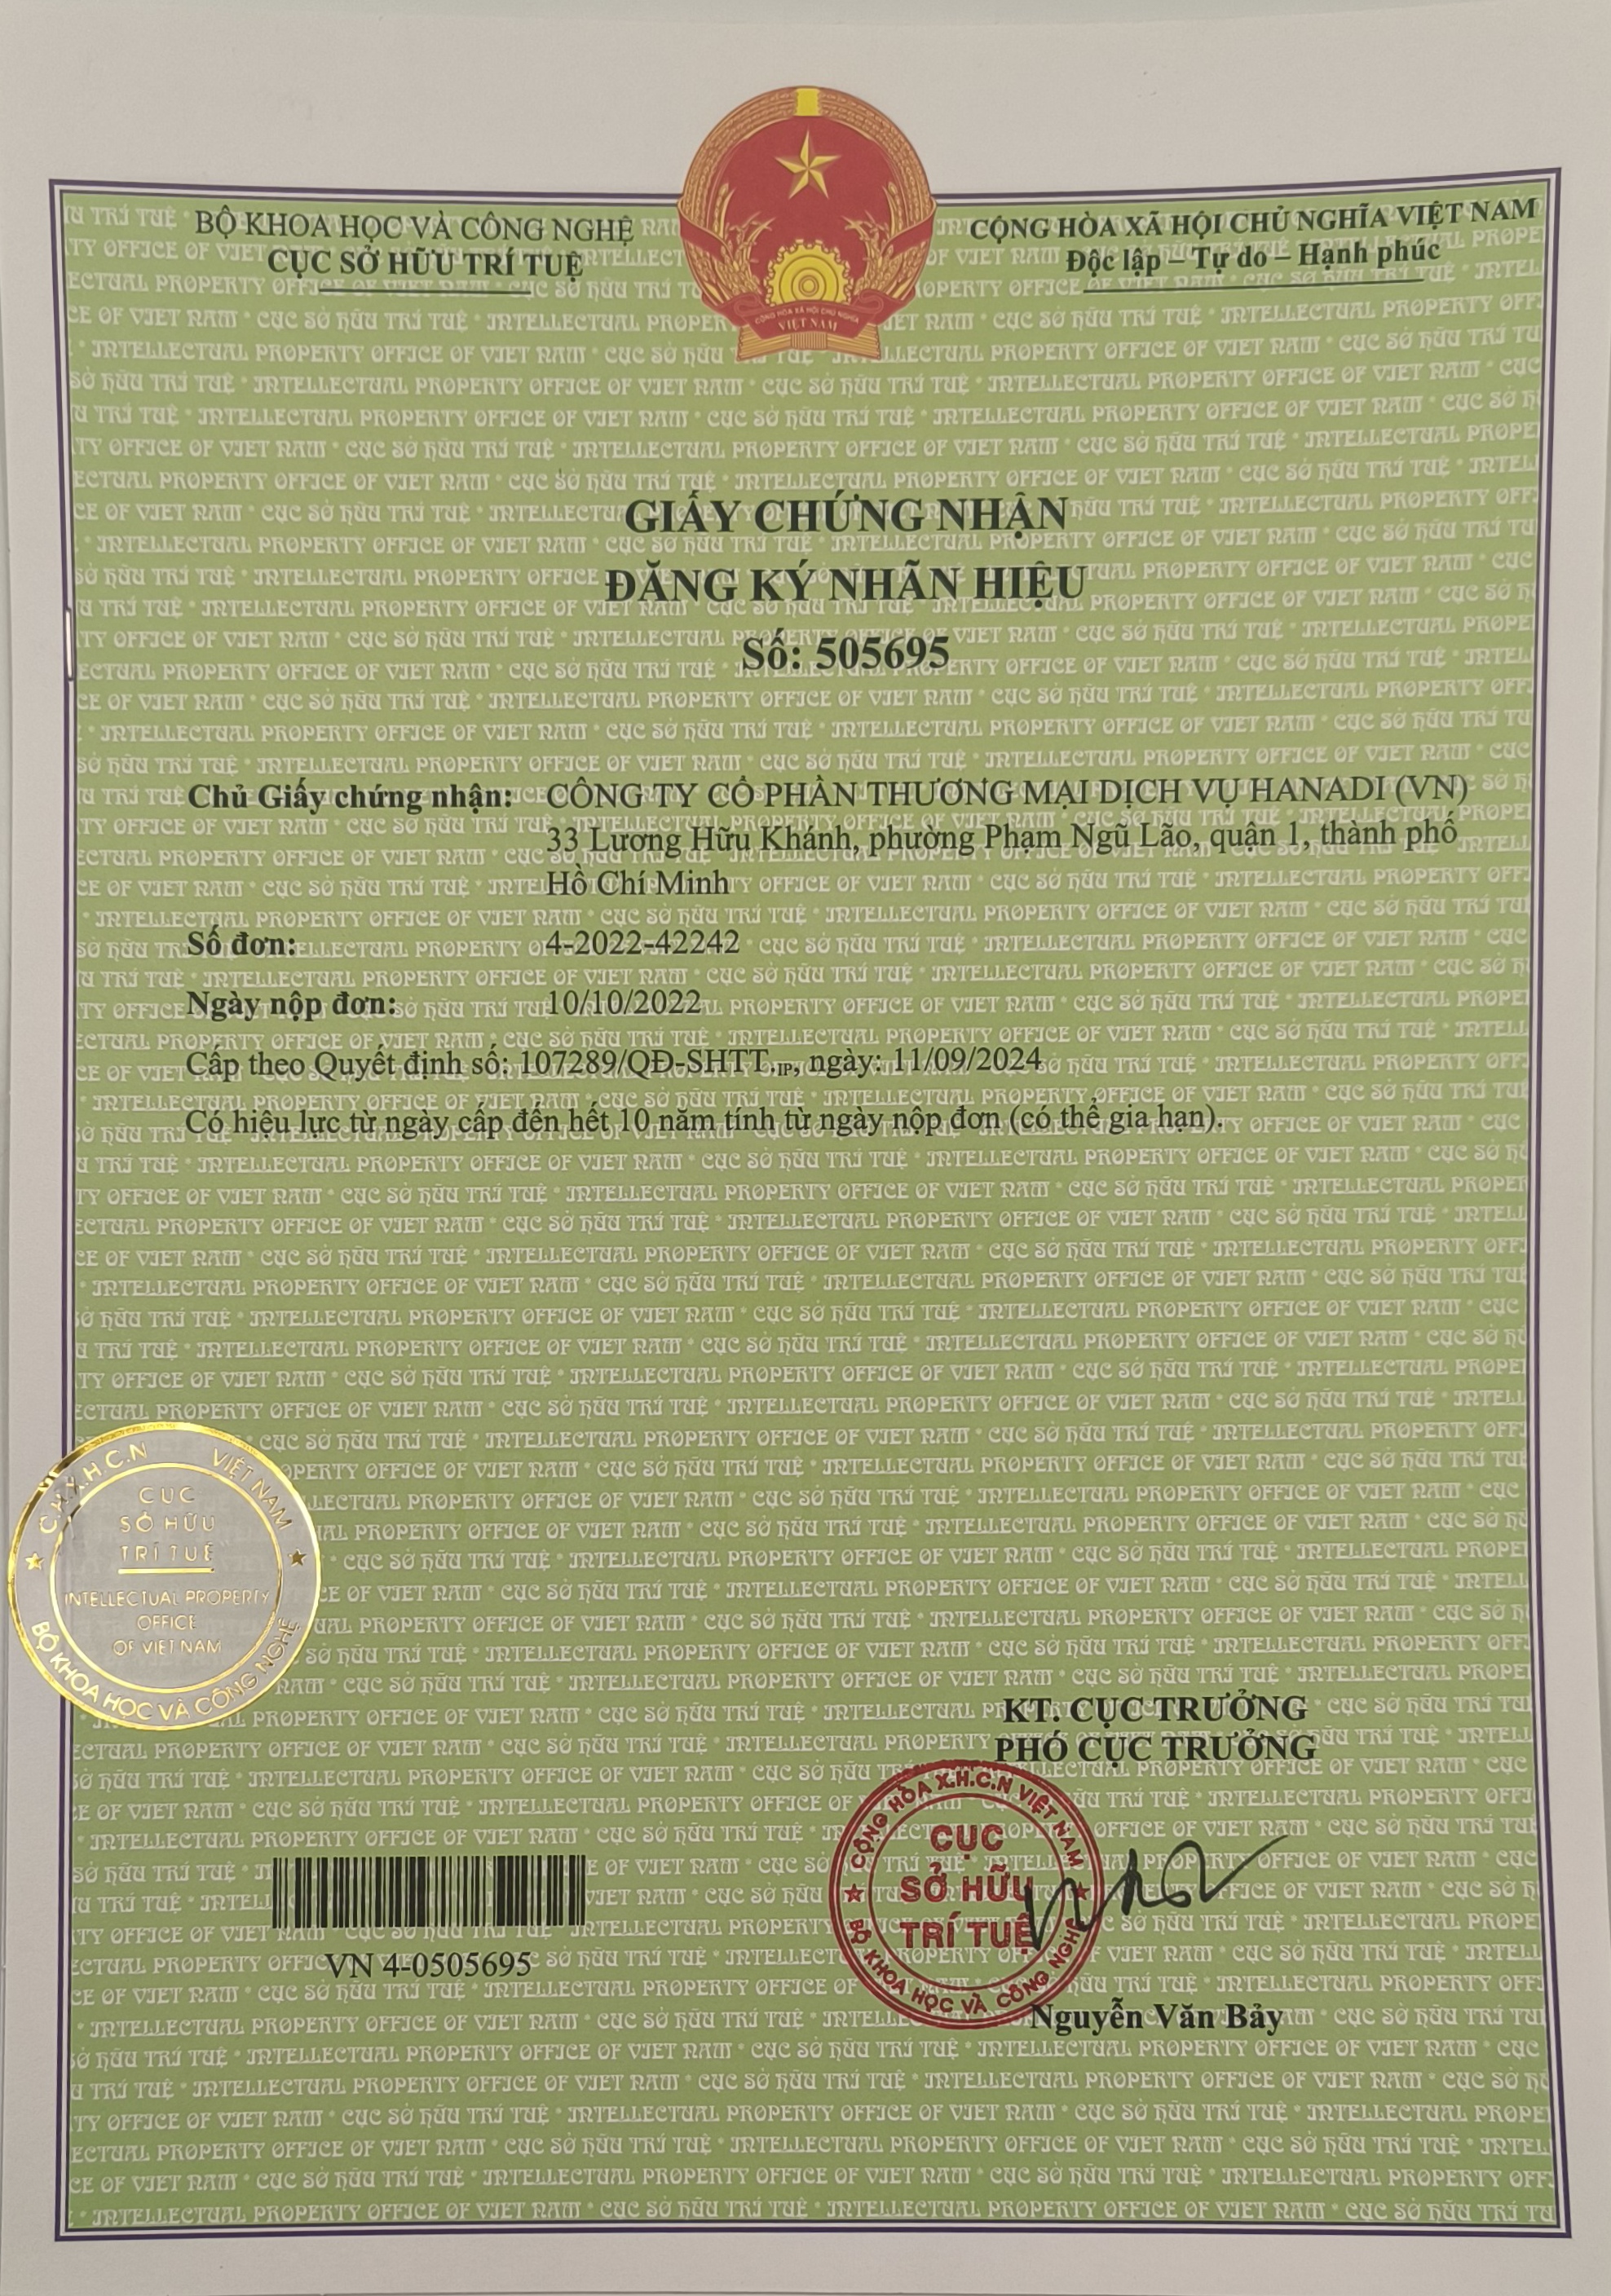 BỘ KHOA HỌC VÀ CÔNG NGHỆ
CỤC SỞ HỮU TRÍ TUỆ
CỘNG HÒA XÃ HỘI CHỦ NGHĨA VIỆT NAM
Độc lập – Tự do – Hạnh phúc
CỘNG HÒA XÃ HỘI CHỦ NGHĨA
VIỆT NAM
GIẤY CHỨNG NHẬN
ĐĂNG KÝ NHÃN HIỆU
Số: 505695
Chủ Giấy chứng nhận: CÔNG TY CỔ PHẦN THƯƠNG MẠI DỊCH VỤ HANADI (VN)
33 Lương Hữu Khánh, phường Phạm Ngũ Lão, quận 1, thành phố
Hồ Chí Minh
Số đơn: 4-2022-42242
Ngày nộp đơn: 10/10/2022
Cấp theo Quyết định số: 107289/QĐ-SHTT.IP, ngày: 11/09/2024
Có hiệu lực từ ngày cấp đến hết 10 năm tính từ ngày nộp đơn (có thể gia hạn).
C.H.X.H.C.N VIỆT NAM
CỤC
SỞ HỮU
TRÍ TUỆ
INTELLECTUAL PROPERTY
OFFICE
OF VIET NAM
BỘ KHOA HỌC VÀ CÔNG NGHỆ
KT. CỤC TRƯỞNG
PHÓ CỤC TRƯỞNG
CỘNG HÒA X.H.C.N VIỆT NAM
CỤC
SỞ HỮU
TRÍ TUỆ
BỘ KHOA HỌC VÀ CÔNG NGHỆ
VN 4-0505695
Nguyễn Văn Bảy